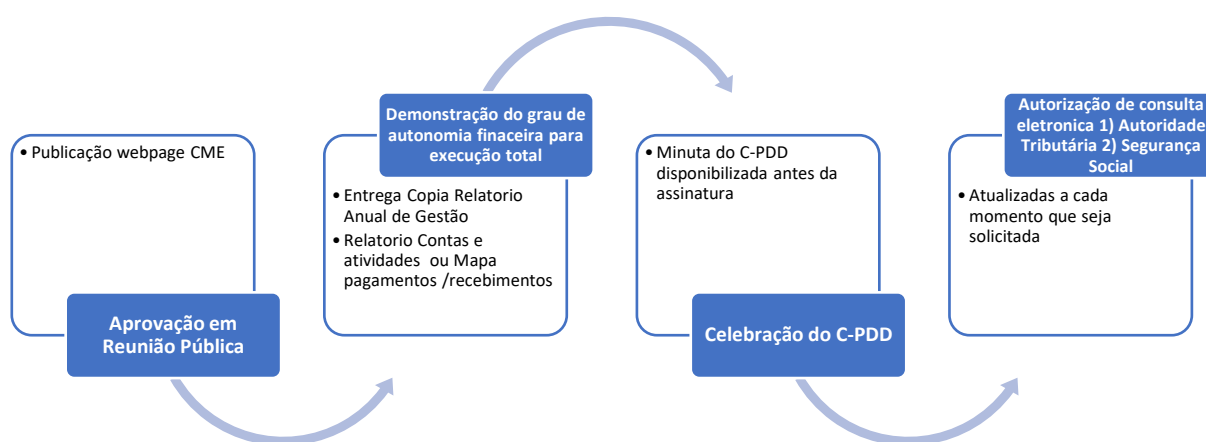 • Publicação webpage CME
Aprovação em
Reunião Pública
Demonstração do grau de
autonomia finaceira para
execução total
• Entrega Copia Relatorio
Anual de Gestão
• Relatorio Contas e
atividades ou Mapa
pagamentos /recebimentos
• Minuta do C-PDD
disponibilizada antes da
assinatura
Celebração do C-PDD
Autorização de consulta
eletronica 1) Autoridade
Tributária 2) Segurança
Social
• Atualizadas a cada
momento que seja
solicitada